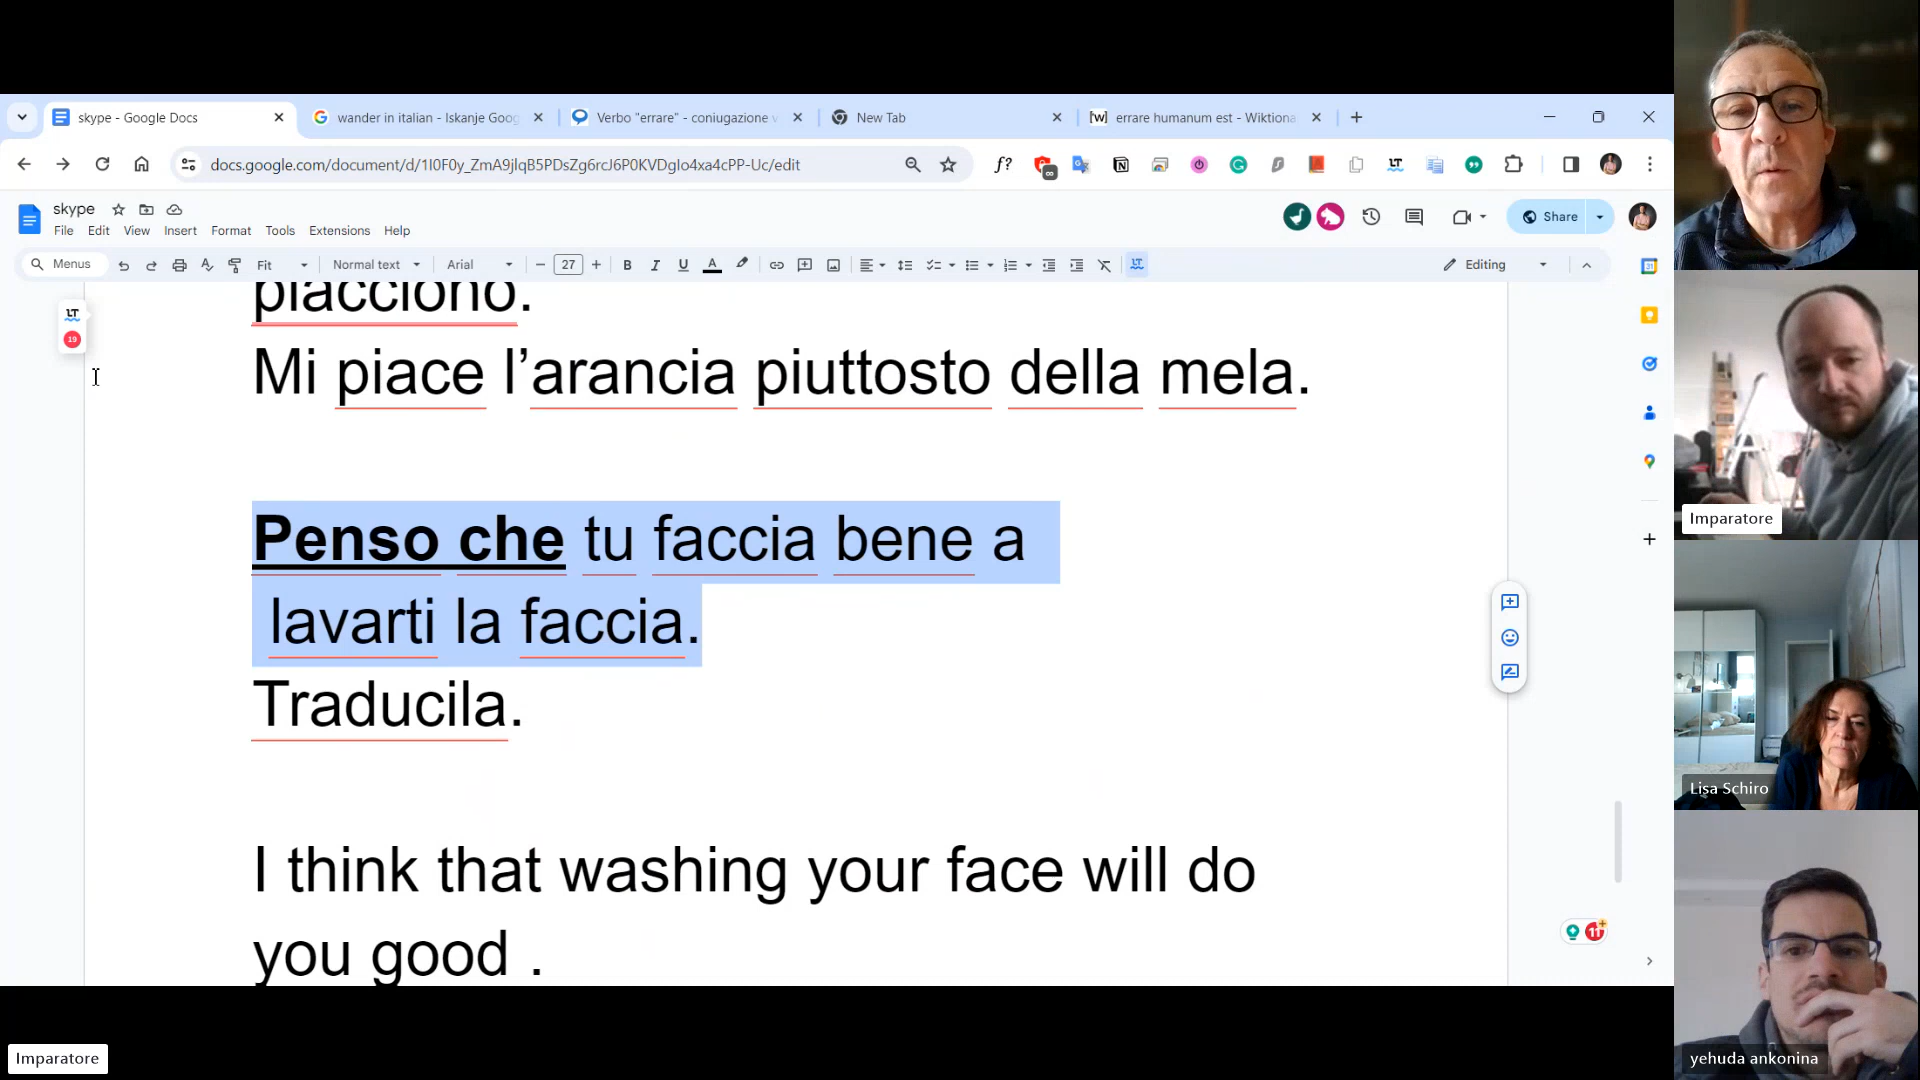 skype - Google Docs
wander in italian - Iskanje Goog
Verbo "errare" - coniugazione v
New Tab
errare humanum est - Wiktiona
docs.google.com/document/d/1I0F0y_ZmA9jlqB5PDsZg6rcJ6P0KVDgIo4xa4cPP-Uc/edit
skype
File Edit View Insert Format Tools Extensions Help
Share
Menus
Fit
Normal text
Arial
27
Editing
19
piacciono.
Mi piace l’arancia piuttosto della mela.
Penso che tu faccia bene a
lavarti la faccia.
Traducila.
I think that washing your face will do
you good .
11
Imparatore
Imparatore
Lisa Schiro
yehuda ankonina